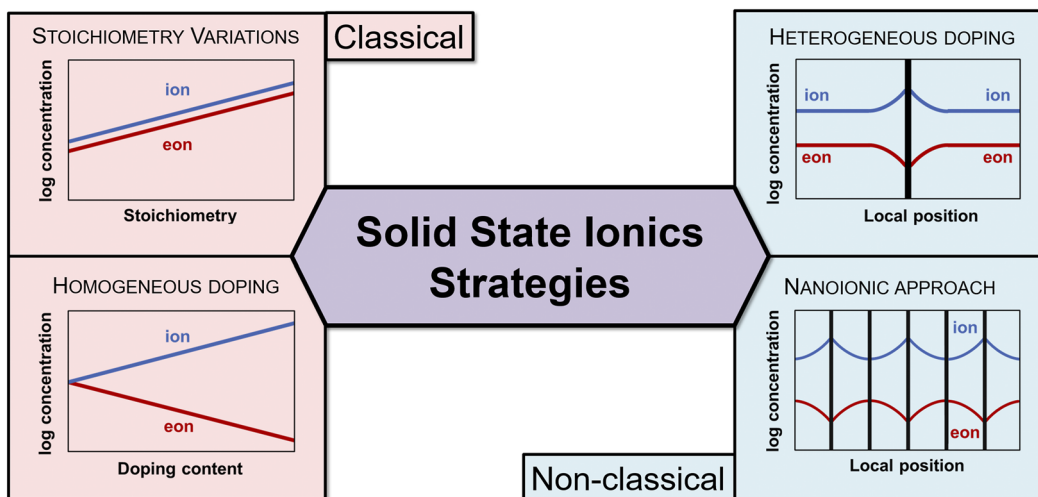 STOICHIOMETRY VARIATIONS
log concentration
ion
eon
Stoichiometry
Classical
HOMOGENEOUS DOPING
log concentration
ion
eon
Doping content
Solid State Ionics
Strategies
HETEROGENEOUS DOPING
log concentration
ion
ion
eon
eon
Local position
NANOIONIC APPROACH
log concentration
ion
eon
Local position
Non-classical